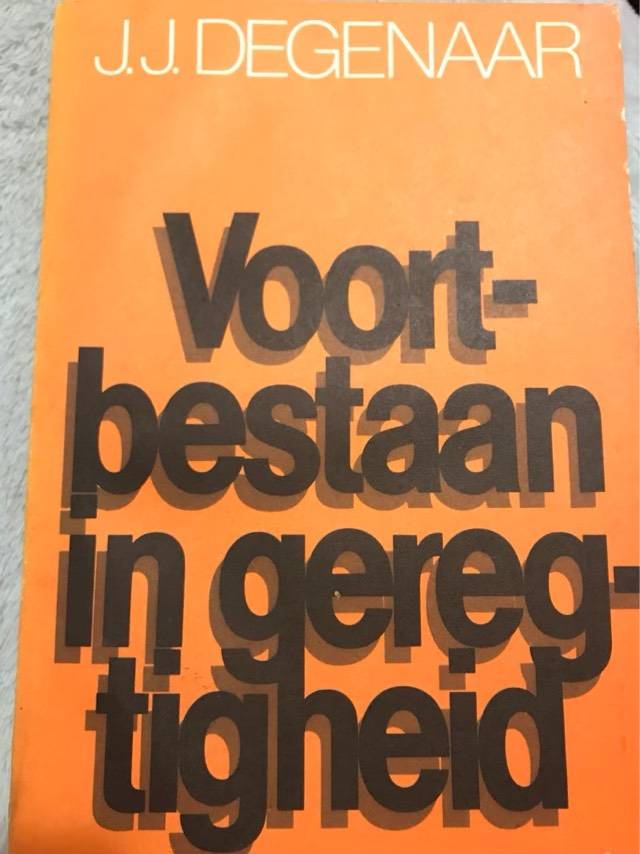 J.J. DEGENAAR
Voort-
bestaan
in gereg-
tigheid